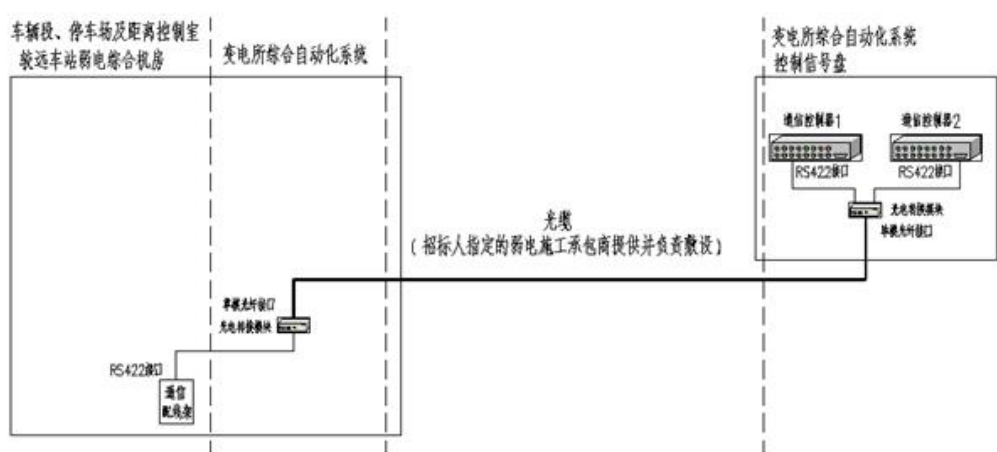 车辆段、停车场及距离控制室
较远车站弱电综合机房
变电所综合自动化系统
变电所综合自动化系统
控制信号盘
通信控制器1
通信控制器2
RS422接口
RS422接口
光电转换模块
单模光纤接口
光缆
(招标人指定的弱电施工承包商提供并负责敷设)
单模光纤接口
光电转换模块
RS422接口
通信
配线架